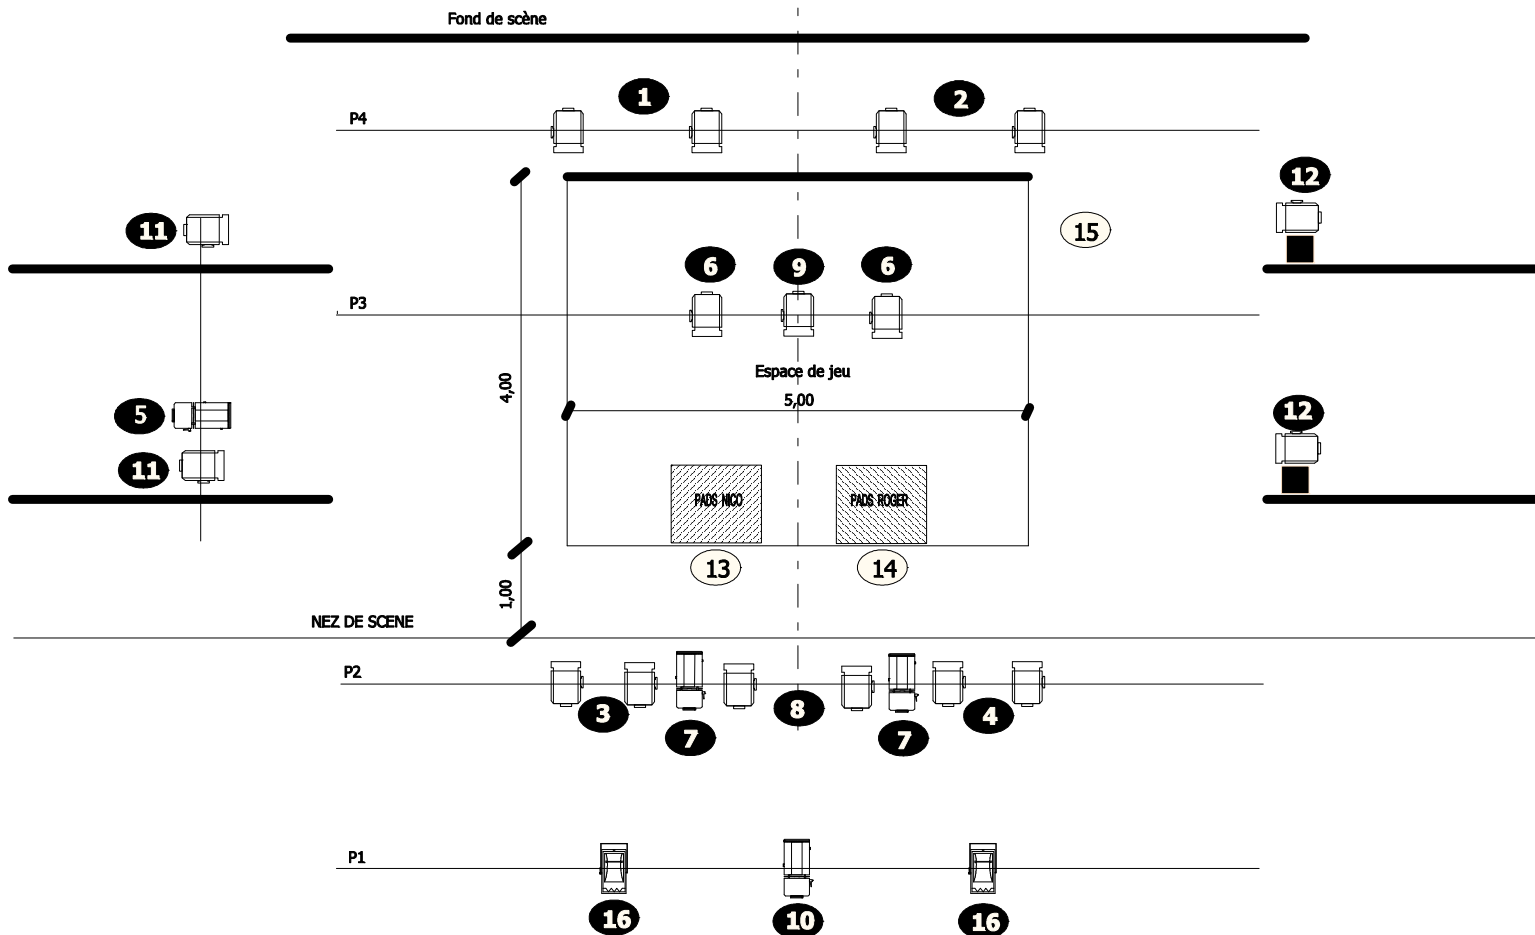 Fond de scène
1
2
P4
12
11
15
6
9
6
P3
Espace de jeu
4,00
5,00
5
12
11
PADS NICO
PADS ROGER
13
14
1,00
NEZ DE SCENE
P2
3
8
4
7
7
P1
16
10
16